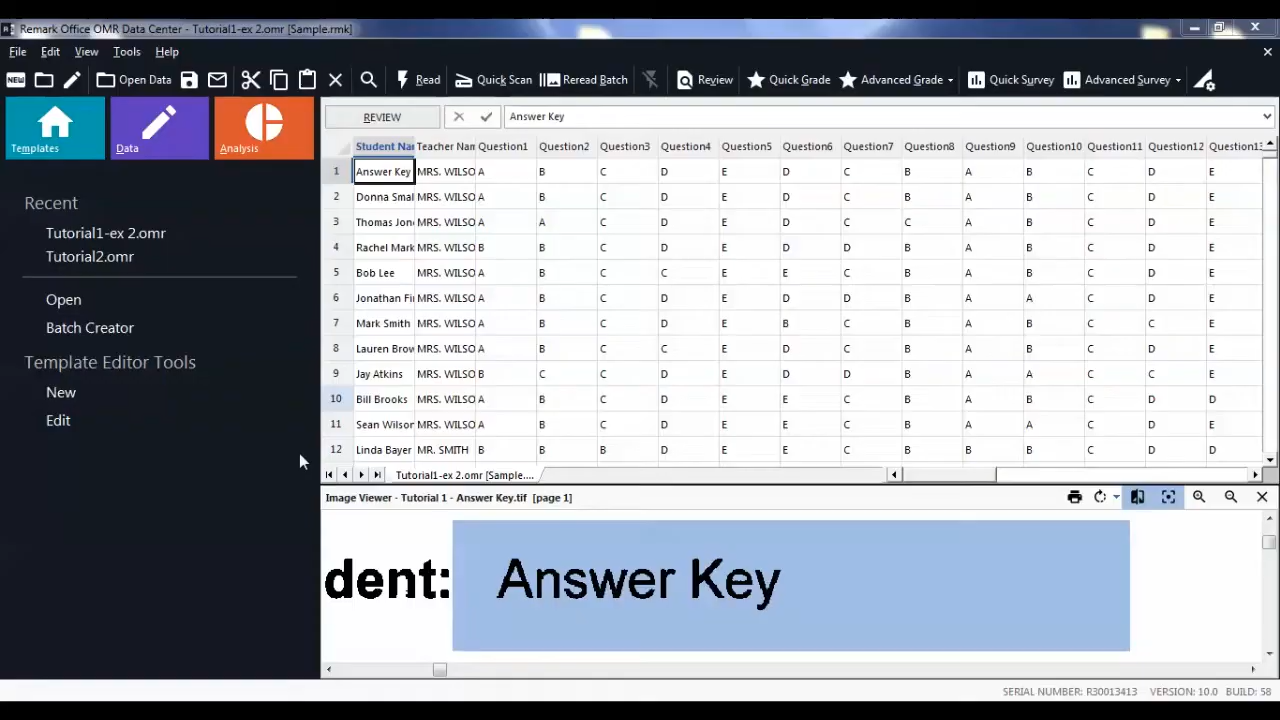 Remark Office OMR Data Center - Tutorial1-ex 2.omr [Sample.rmk]
File Edit View Tools Help
NEW Open Data Read Quick Scan Reread Batch Review Quick Grade Advanced Grade Quick Survey Advanced Survey
Templates Data Analysis
Recent
Tutorial1-ex 2.omr
Tutorial2.omr
Open
Batch Creator
Template Editor Tools
New
Edit
REVIEW Answer Key
Student Nar Teacher Nam Question1 Question2 Question3 Question4 Question5 Question6 Question7 Question8 Question9 Question10 Question11 Question12 Question13
1 Answer Key MRS. WILSO A B C D E D C B A B C D E
2 Donna Smal MRS. WILSO A B C D E D C B A B C D E
3 Thomas Jone MRS. WILSO A A C D E D C C A B C D E
4 Rachel Mark MRS. WILSO B B C D E D D B A B C D E
5 Bob Lee MRS. WILSO A B C C E E C B A B C D E
6 Jonathan Fi MRS. WILSO A B C D E D D B A A C D E
7 Mark Smith MRS. WILSO A B C D E B C B A B C C E
8 Lauren Brow MRS. WILSO A B C C E D C B A B C D E
9 Jay Atkins MRS. WILSO B C C D E D D B A A C C E
10 Bill Brooks MRS. WILSO A B C D E E C B A B C D D
11 Sean Wilson MRS. WILSO A B C D E E C B A A C D E
12 Linda Bayer MR. SMITH B B B D E E C B B B C D D
Tutorial1-ex 2.omr [Sample....
Image Viewer - Tutorial 1 - Answer Key.tif [page 1]
dent: Answer Key
SERIAL NUMBER: R30013413 VERSION: 10.0 BUILD: 58